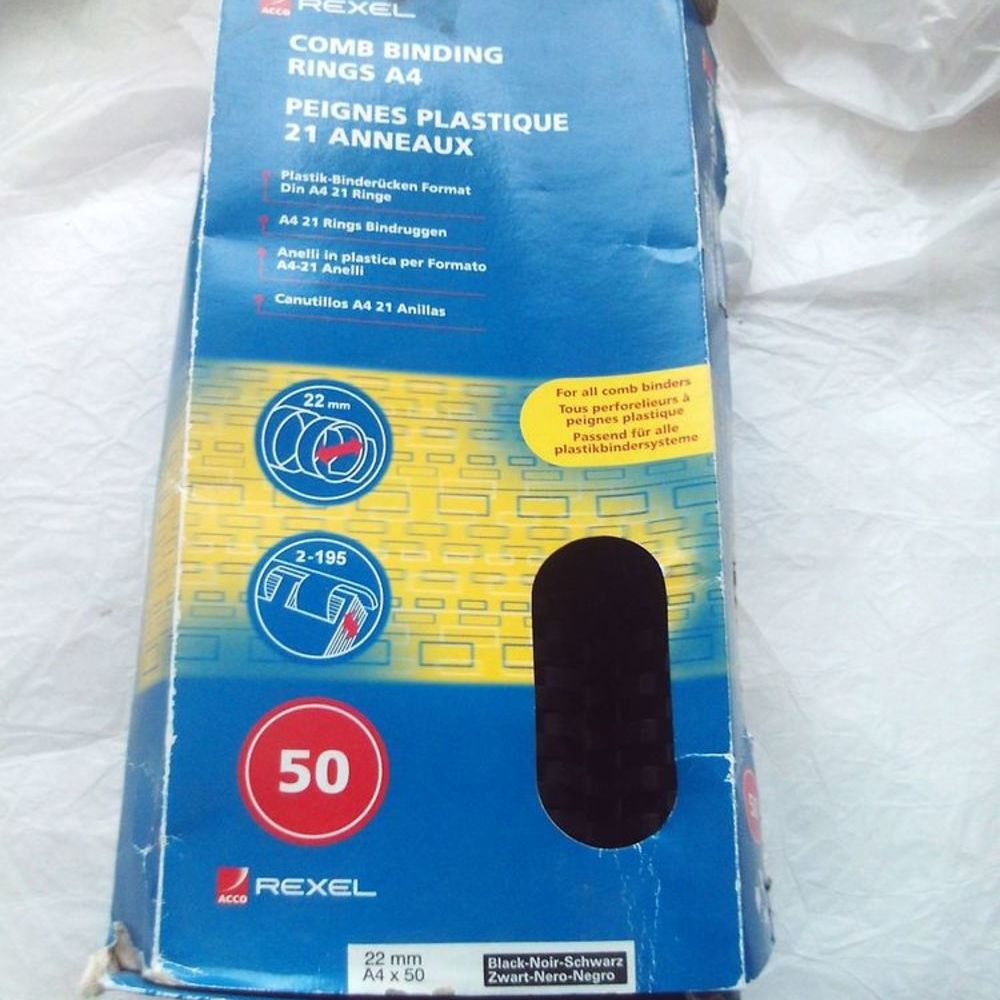 ACCO REXEL
COMB BINDING
RINGS A4
PEIGNES PLASTIQUE
21 ANNEAUX
Plastik-Binderücken Format
Din A4 21 Ringe
A4 21 Rings Bindruggen
Anelli in plastica per Formato
A4-21 Anelli
Canutillos A4 21 Anillas
22 mm
For all comb binders
Tous perforelieurs à
peignes plastique
Passend für alle
plastikbindersysteme
2-195
50
ACCO REXEL
22 mm
A4 x 50
Black-Noir-Schwarz
Zwart-Nero-Negro